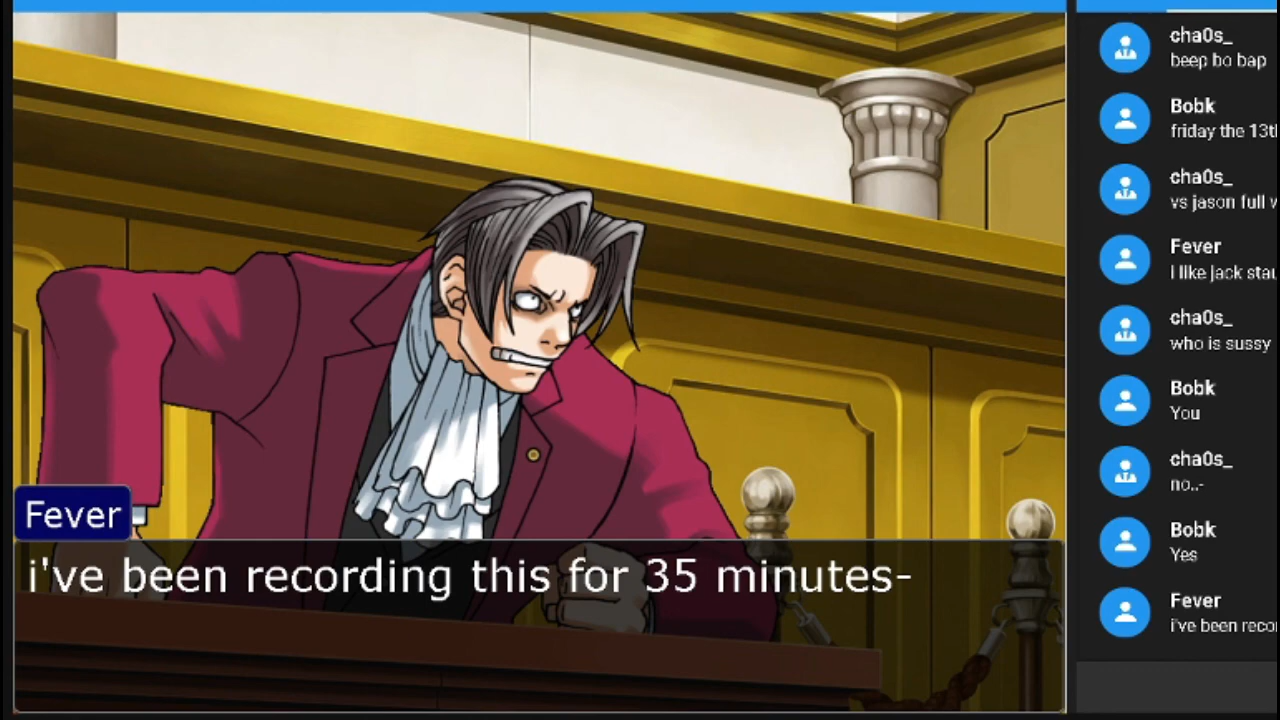 Fever
i've been recording this for 35 minutes-
cha0s_
beep bo bap
Bobk
friday the 13t
cha0s_
vs jason full
Fever
I like jack
cha0s_
who is sussy
Bobk
You
cha0s_
no..-
Bobk
Yes
Fever
i've been reco